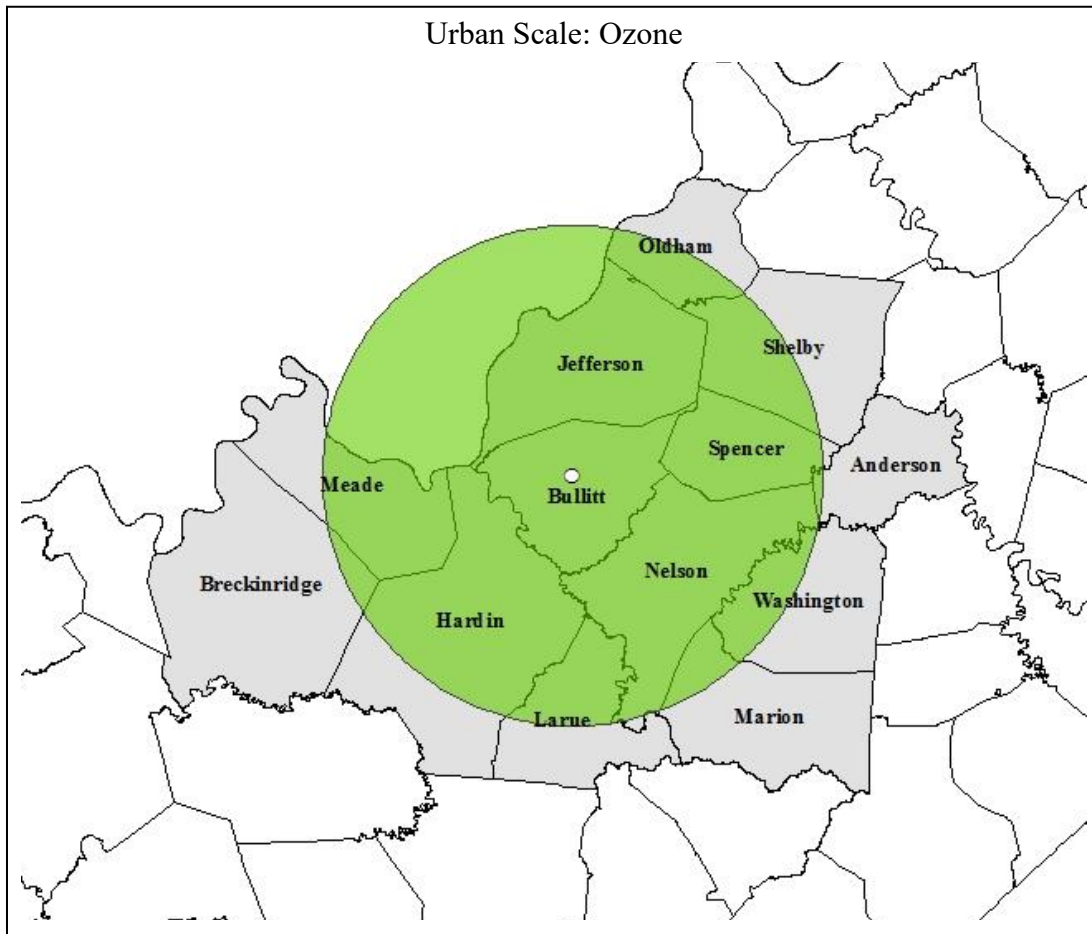 Urban Scale: Ozone
Oldham
Shelby
Jefferson
Spencer
Anderson
Meade
Bullitt
Breckinridge
Nelson
Washington
Hardin
Larue
Marion